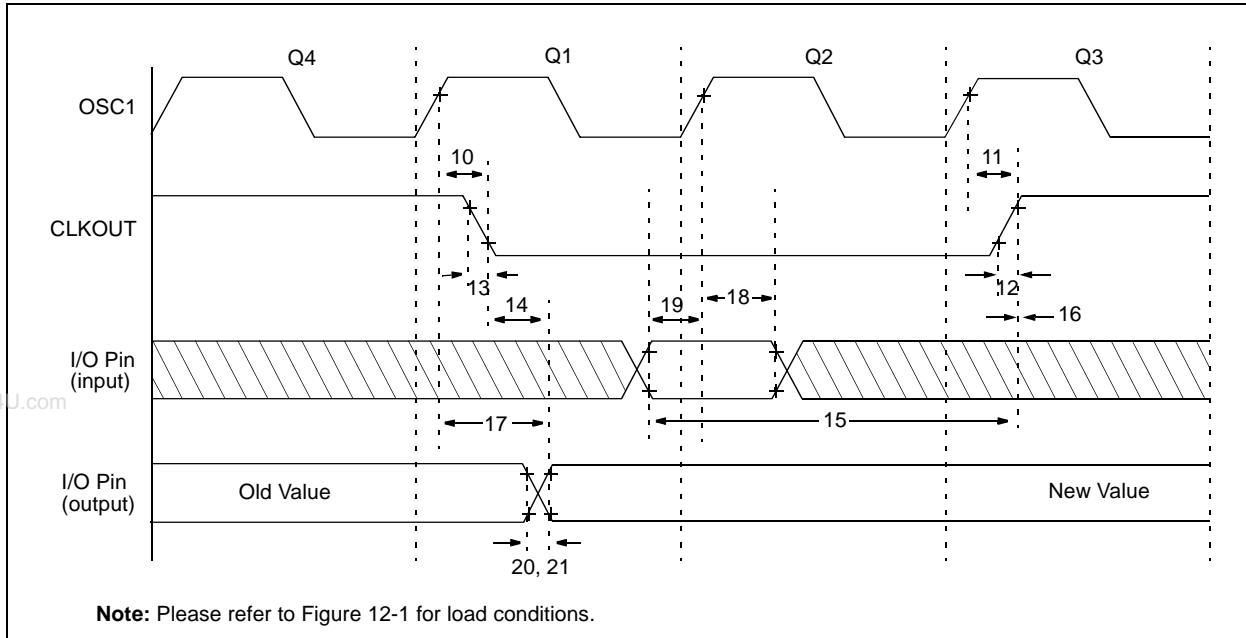 Q4 Q1 Q2 Q3
OSC1
10 11
CLKOUT
13 12
14 19 18 16
I/O Pin
(input)
U.com
17 15
I/O Pin
(output)
Old Value New Value
20, 21
Note: Please refer to Figure 12-1 for load conditions.